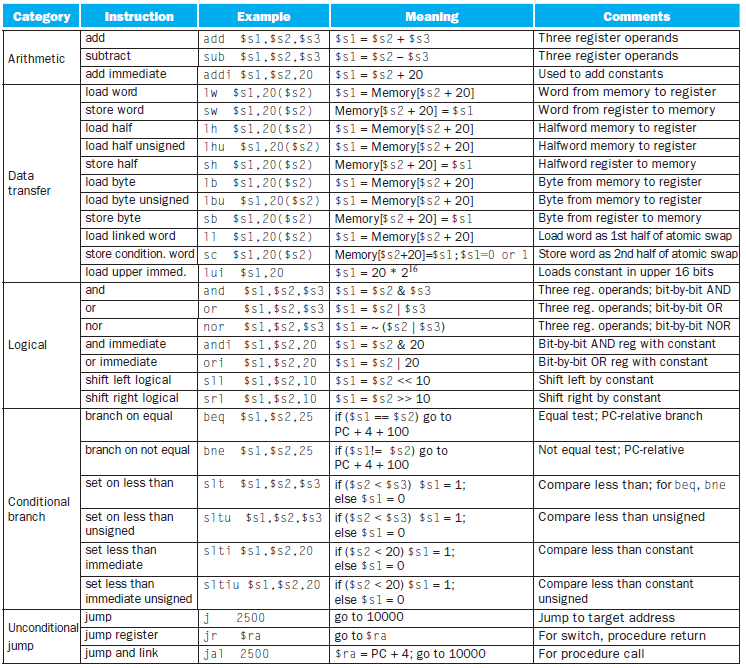 Category Instruction Example Meaning Comments
Arithmetic
add add $s1,$s2,$s3 $s1 = $s2 + $s3 Three register operands
subtract sub $s1,$s2,$s3 $s1 = $s2 – $s3 Three register operands
add immediate addi $s1,$s2,20 $s1 = $s2 + 20 Used to add constants
Data
transfer
load word lw $s1,20($s2) $s1 = Memory[$s2 + 20] Word from memory to register
store word sw $s1,20($s2) Memory[$s2 + 20] = $s1 Word from register to memory
load half lh $s1,20($s2) $s1 = Memory[$s2 + 20] Halfword memory to register
load half unsigned lhu $s1,20($s2) $s1 = Memory[$s2 + 20] Halfword memory to register
store half sh $s1,20($s2) Memory[$s2 + 20] = $s1 Halfword register to memory
load byte lb $s1,20($s2) $s1 = Memory[$s2 + 20] Byte from memory to register
load byte unsigned lbu $s1,20($s2) $s1 = Memory[$s2 + 20] Byte from memory to register
store byte sb $s1,20($s2) Memory[$s2 + 20] = $s1 Byte from register to memory
load linked word ll $s1,20($s2) $s1 = Memory[$s2 + 20] Load word as 1st half of atomic swap
store condition. word sc $s1,20($s2) Memory[$s2+20]=$s1;$s1=0 or 1 Store word as 2nd half of atomic swap
load upper immed. lui $s1,20 $s1 = 20 * 2¹⁶ Loads constant in upper 16 bits
Logical
and and $s1,$s2,$s3 $s1 = $s2 & $s3 Three reg. operands; bit-by-bit AND
or or $s1,$s2,$s3 $s1 = $s2 | $s3 Three reg. operands; bit-by-bit OR
nor nor $s1,$s2,$s3 $s1 = ~ ($s2 | $s3) Three reg. operands; bit-by-bit NOR
and immediate andi $s1,$s2,20 $s1 = $s2 & 20 Bit-by-bit AND reg with constant
or immediate ori $s1,$s2,20 $s1 = $s2 | 20 Bit-by-bit OR reg with constant
shift left logical sll $s1,$s2,10 $s1 = $s2 << 10 Shift left by constant
shift right logical srl $s1,$s2,10 $s1 = $s2 >> 10 Shift right by constant
Conditional
branch
branch on equal beq $s1,$s2,25 if ($s1 == $s2) go to Equal test; PC-relative branch
PC + 4 + 100
branch on not equal bne $s1,$s2,25 if ($s1!= $s2) go to Not equal test; PC-relative
PC + 4 + 100
set on less than slt $s1,$s2,$s3 if ($s2 < $s3) $s1 = 1; Compare less than; for beq, bne
else $s1 = 0
set on less than sltu $s1,$s2,$s3 if ($s2 < $s3) $s1 = 1; Compare less than unsigned
unsigned else $s1 = 0
set less than slti $s1,$s2,20 if ($s2 < 20) $s1 = 1; Compare less than constant
immediate else $s1 = 0
set less than sltiu $s1,$s2,20 if ($s2 < 20) $s1 = 1; Compare less than constant
immediate unsigned else $s1 = 0 unsigned
Unconditional
jump
jump j 2500 go to 10000 Jump to target address
jump register jr $ra go to $ra For switch, procedure return
jump and link jal 2500 $ra = PC + 4; go to 10000 For procedure call